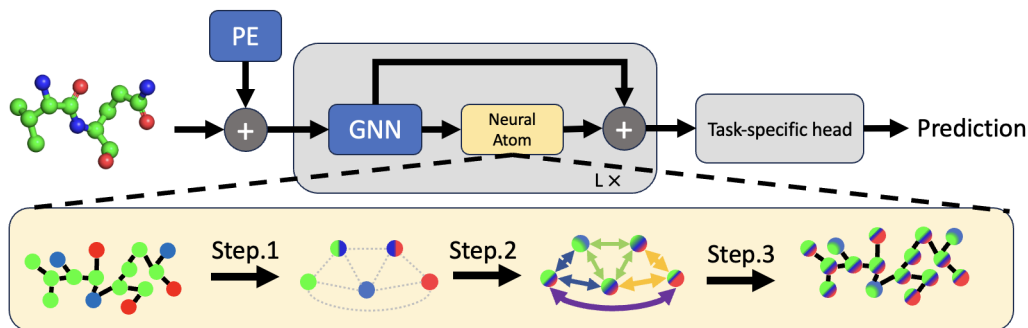 PE
+
GNN
Neural
Atom
+
Task-specific head
Prediction
L ×
Step.1
Step.2
Step.3